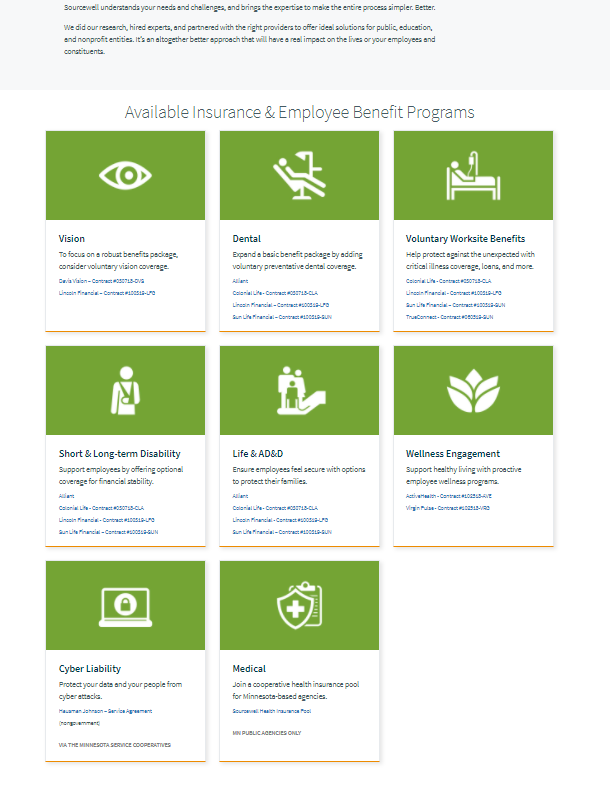 Sourcewell understands your needs and challenges, and brings the expertise to make the entire process simpler. Better.
We did our research, hired experts, and partnered with the right providers to offer ideal solutions for public, education,
and nonprofit entities. It's an altogether better approach that will have a real impact on the lives or your employees and
constituents.
Available Insurance & Employee Benefit Programs
Vision
To focus on a robust benefits package,
consider voluntary vision coverage.
Davis Vision – Contract #030718-DVS
Lincoln Financial – Contract #100319-LFG
Dental
Expand a basic benefit package by adding
voluntary preventative dental coverage.
Alliant
Colonial Life - Contract #030718-CLA
Lincoln Financial – Contract #100319-LFG
Sun Life Financial – Contract #100319-SUN
Voluntary Worksite Benefits
Help protect against the unexpected with
critical illness coverage, loans, and more.
Colonial Life - Contract #030718-CLA
Lincoln Financial - Contract #100319-LFG
Sun Life Financial – Contract #100319-SUN
TrueConnect - Contract
Short & Long-term Disability
Support employees by offering optional
coverage for financial stability.
Alliant
Colonial Life - Contract #030718-CLA
Lincoln Financial - Contract #100319-LFG
Sun Life Financial – Contract #100319-SUN
Life & AD&D
Ensure employees feel secure with options
to protect their families.
Alliant
Colonial Life - Contract #030718-CLA
Lincoln Financial – Contract #100319-LFG
Sun Life Financial – Contract #100319-SUN
Wellness Engagement
Support healthy living with proactive
employee wellness programs.
ActiveHealth - Contract
Virgin Pulse - Contract
Cyber Liability
Protect your data and your people from
cyber attacks.
Hausman Johnson – Service Agreement
(nongovernment)
VIA THE MINNESOTA SERVICE COOPERATIVES
Medical
Join a cooperative health insurance pool
for Minnesota-based agencies.
Sourcewell Health Insurance Pool
MN PUBLIC AGENCIES ONLY